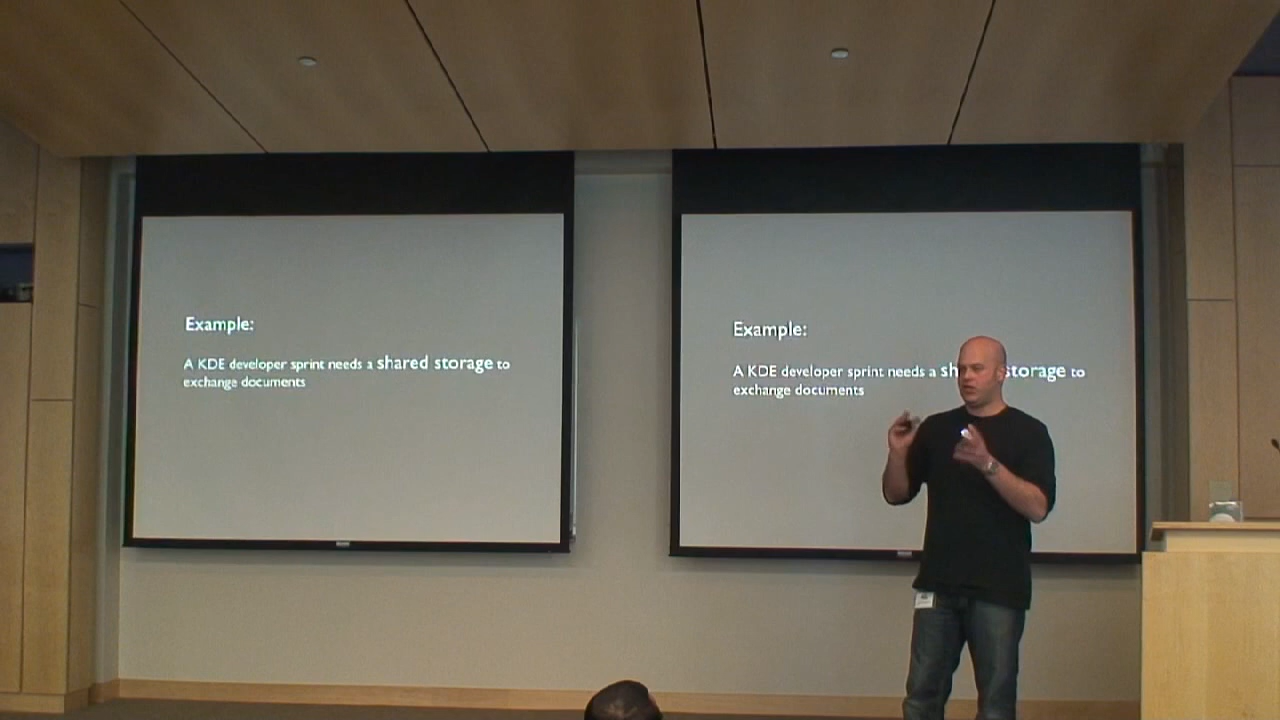 Example:
A KDE developer sprint needs a shared storage to
exchange documents
Example:
A KDE developer sprint needs a sh storage to
exchange documents